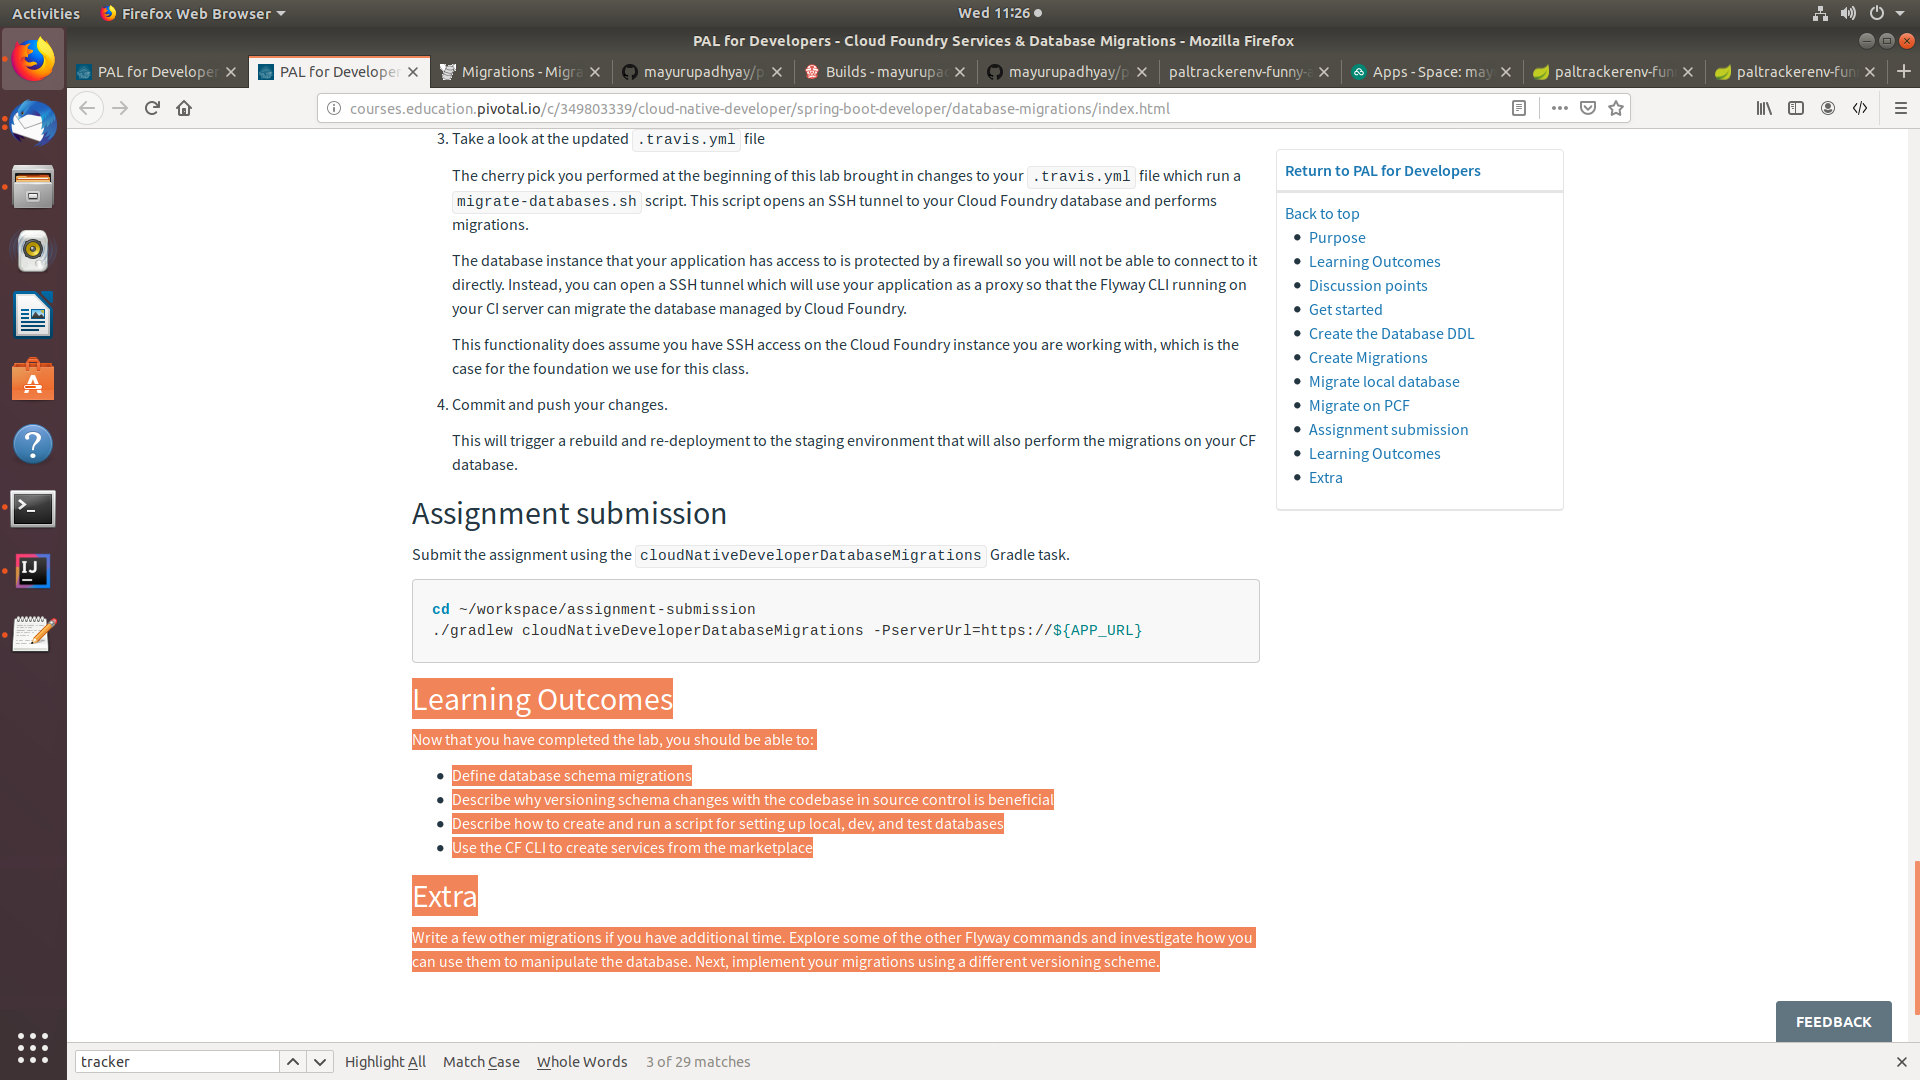 Activities
Firefox Web Browser
Wed 11:26
PAL for Developers - Cloud Foundry Services & Database Migrations - Mozilla Firefox
PAL for Developer
PAL for Developer
Migrations - Migra
mayurupadhyay/p
Builds - mayurupad
mayurupadhyay/p
paltrackerenv-funny-a
Apps - Space: may
paltrackerenv-fun
paltrackerenv-fun
courses.education.pivotal.io/c/349803339/cloud-native-developer/spring-boot-developer/database-migrations/index.html
3. Take a look at the updated .travis.yml file
The cherry pick you performed at the beginning of this lab brought in changes to your .travis.yml file which run a
migrate-databases.sh script. This script opens an SSH tunnel to your Cloud Foundry database and performs
migrations.
The database instance that your application has access to is protected by a firewall so you will not be able to connect to it
directly. Instead, you can open a SSH tunnel which will use your application as a proxy so that the Flyway CLI running on
your CI server can migrate the database managed by Cloud Foundry.
This functionality does assume you have SSH access on the Cloud Foundry instance you are working with, which is the
case for the foundation we use for this class.
4. Commit and push your changes.
This will trigger a rebuild and re-deployment to the staging environment that will also perform the migrations on your CF
database.
Assignment submission
Submit the assignment using the cloudNativeDeveloperDatabaseMigrations Gradle task.
cd ~/workspace/assignment-submission
./gradlew cloudNativeDeveloperDatabaseMigrations -PserverUrl=https://${APP_URL}
Learning Outcomes
Now that you have completed the lab, you should be able to:
Define database schema migrations
Describe why versioning schema changes with the codebase in source control is beneficial
Describe how to create and run a script for setting up local, dev, and test databases
Use the CF CLI to create services from the marketplace
Extra
Write a few other migrations if you have additional time. Explore some of the other Flyway commands and investigate how you
can use them to manipulate the database. Next, implement your migrations using a different versioning scheme.
Return to PAL for Developers
Back to top
Purpose
Learning Outcomes
Discussion points
Get started
Create the Database DDL
Create Migrations
Migrate local database
Migrate on PCF
Assignment submission
Learning Outcomes
Extra
FEEDBACK
tracker
Highlight All
Match Case
Whole Words
3 of 29 matches